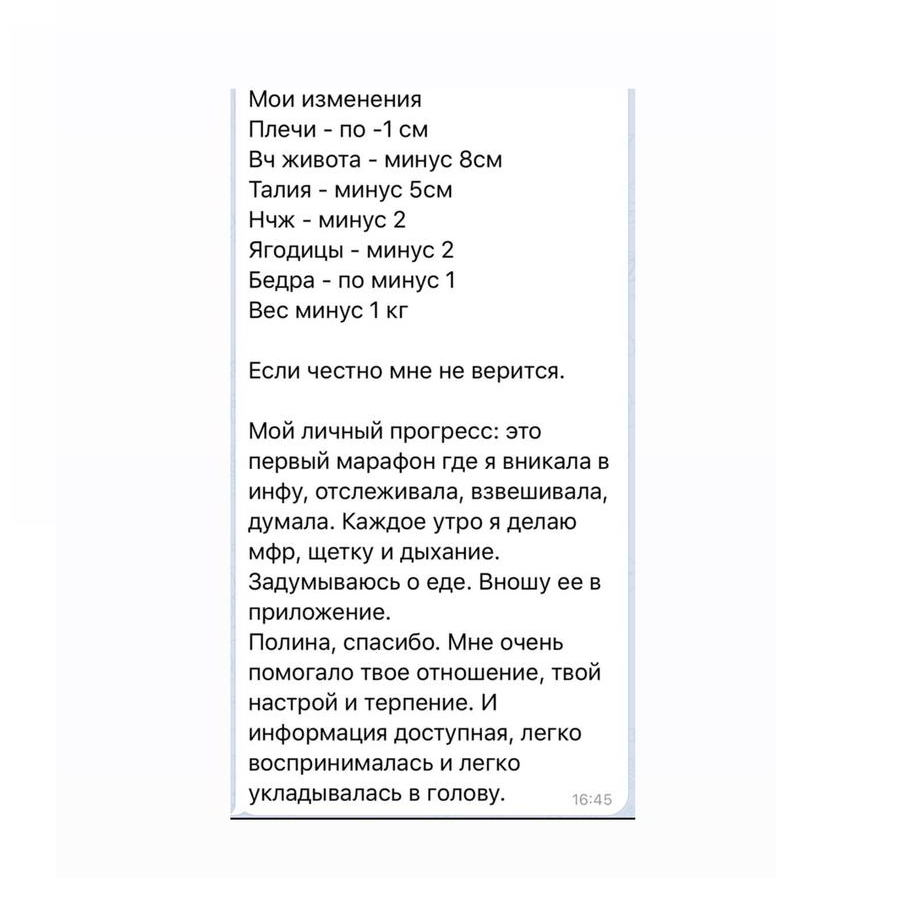 Мои изменения
Плечи - по -1 см
Вч живота - минус 8см
Талия - минус 5см
Нчж - минус 2
Ягодицы - минус 2
Бедра - по минус 1
Вес минус 1 кг
Если честно мне не верится.
Мой личный прогресс: это
первый марафон где я вникала в
инфу, отслеживала, взвешивала,
думала. Каждое утро я делаю
мфр, щетку и дыхание.
Задумываюсь о еде. Вношу ее в
приложение.
Полина, спасибо. Мне очень
помогало твое отношение, твой
настрой и терпение. И
информация доступная, легко
воспринималась и легко
укладывалась в голову.
16:45